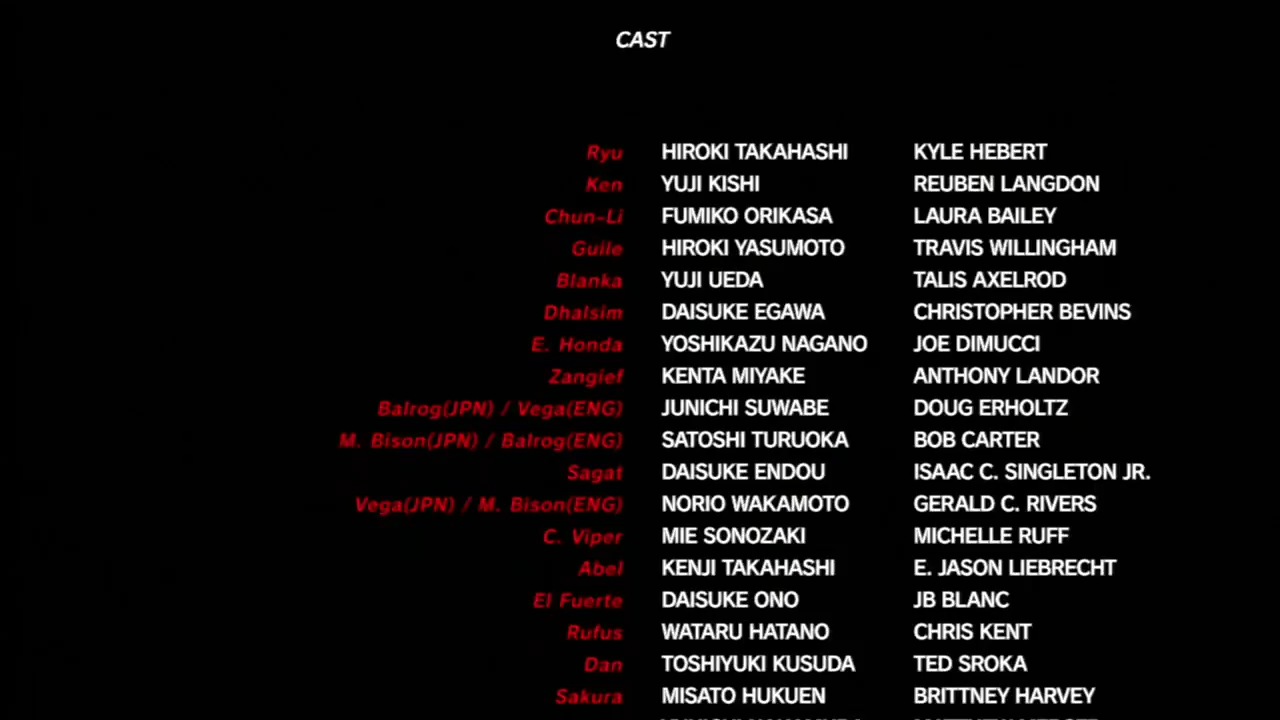 CAST
Ryu HIROKI TAKAHASHI KYLE HEBERT
Ken YUJI KISHI REUBEN LANGDON
Chun-Li FUMIKO ORIKASA LAURA BAILEY
Guile HIROKI YASUMOTO TRAVIS WILLINGHAM
Blanka YUJI UEDA TALIS AXELROD
Dhalsim DAISUKE EGAWA CHRISTOPHER BEVINS
E. Honda YOSHIKAZU NAGANO JOE DIMUCCI
Zangief KENTA MIYAKE ANTHONY LANDOR
Balrog(JPN) / Vega(ENG) JUNICHI SUWABE DOUG ERHOLTZ
M. Bison(JPN) / Balrog(ENG) SATOSHI TURUOKA BOB CARTER
Sagat DAISUKE ENDOU ISAAC C. SINGLETON JR.
Vega(JPN) / M. Bison(ENG) NORIO WAKAMOTO GERALD C. RIVERS
C. Viper MIE SONOZAKI MICHELLE RUFF
Abel KENJI TAKAHASHI E. JASON LIEBRECHT
El Fuerte DAISUKE ONO JB BLANC
Rufus WATARU HATANO CHRIS KENT
Dan TOSHIYUKI KUSUDA TED SROKA
Sakura MISATO HUKUEN BRITTNEY HARVEY